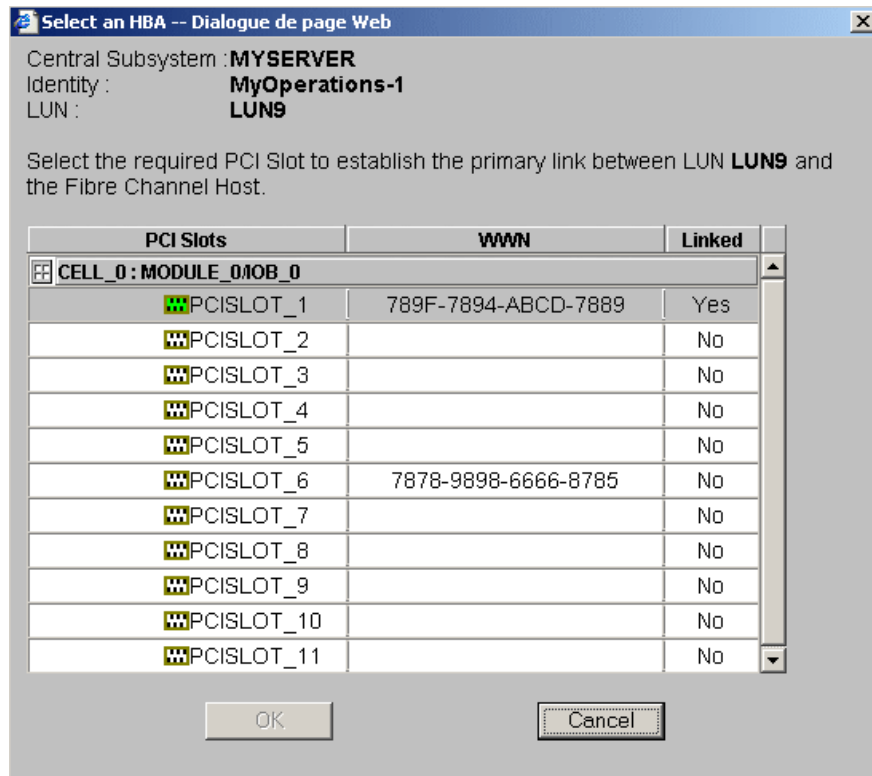 Select an HBA -- Dialogue de page Web
Central Subsystem : MYSERVER
Identity : MyOperations-1
LUN : LUN9
Select the required PCI Slot to establish the primary link between LUN LUN9 and
the Fibre Channel Host.
PCI Slots WWN Linked
CELL_0 : MODULE_0/IOB_0
PCISLOT_1 789F-7894-ABCD-7889 Yes
PCISLOT_2 No
PCISLOT_3 No
PCISLOT_4 No
PCISLOT_5 No
PCISLOT_6 7878-9898-6666-8785 No
PCISLOT_7 No
PCISLOT_8 No
PCISLOT_9 No
PCISLOT_10 No
PCISLOT_11 No
OK Cancel